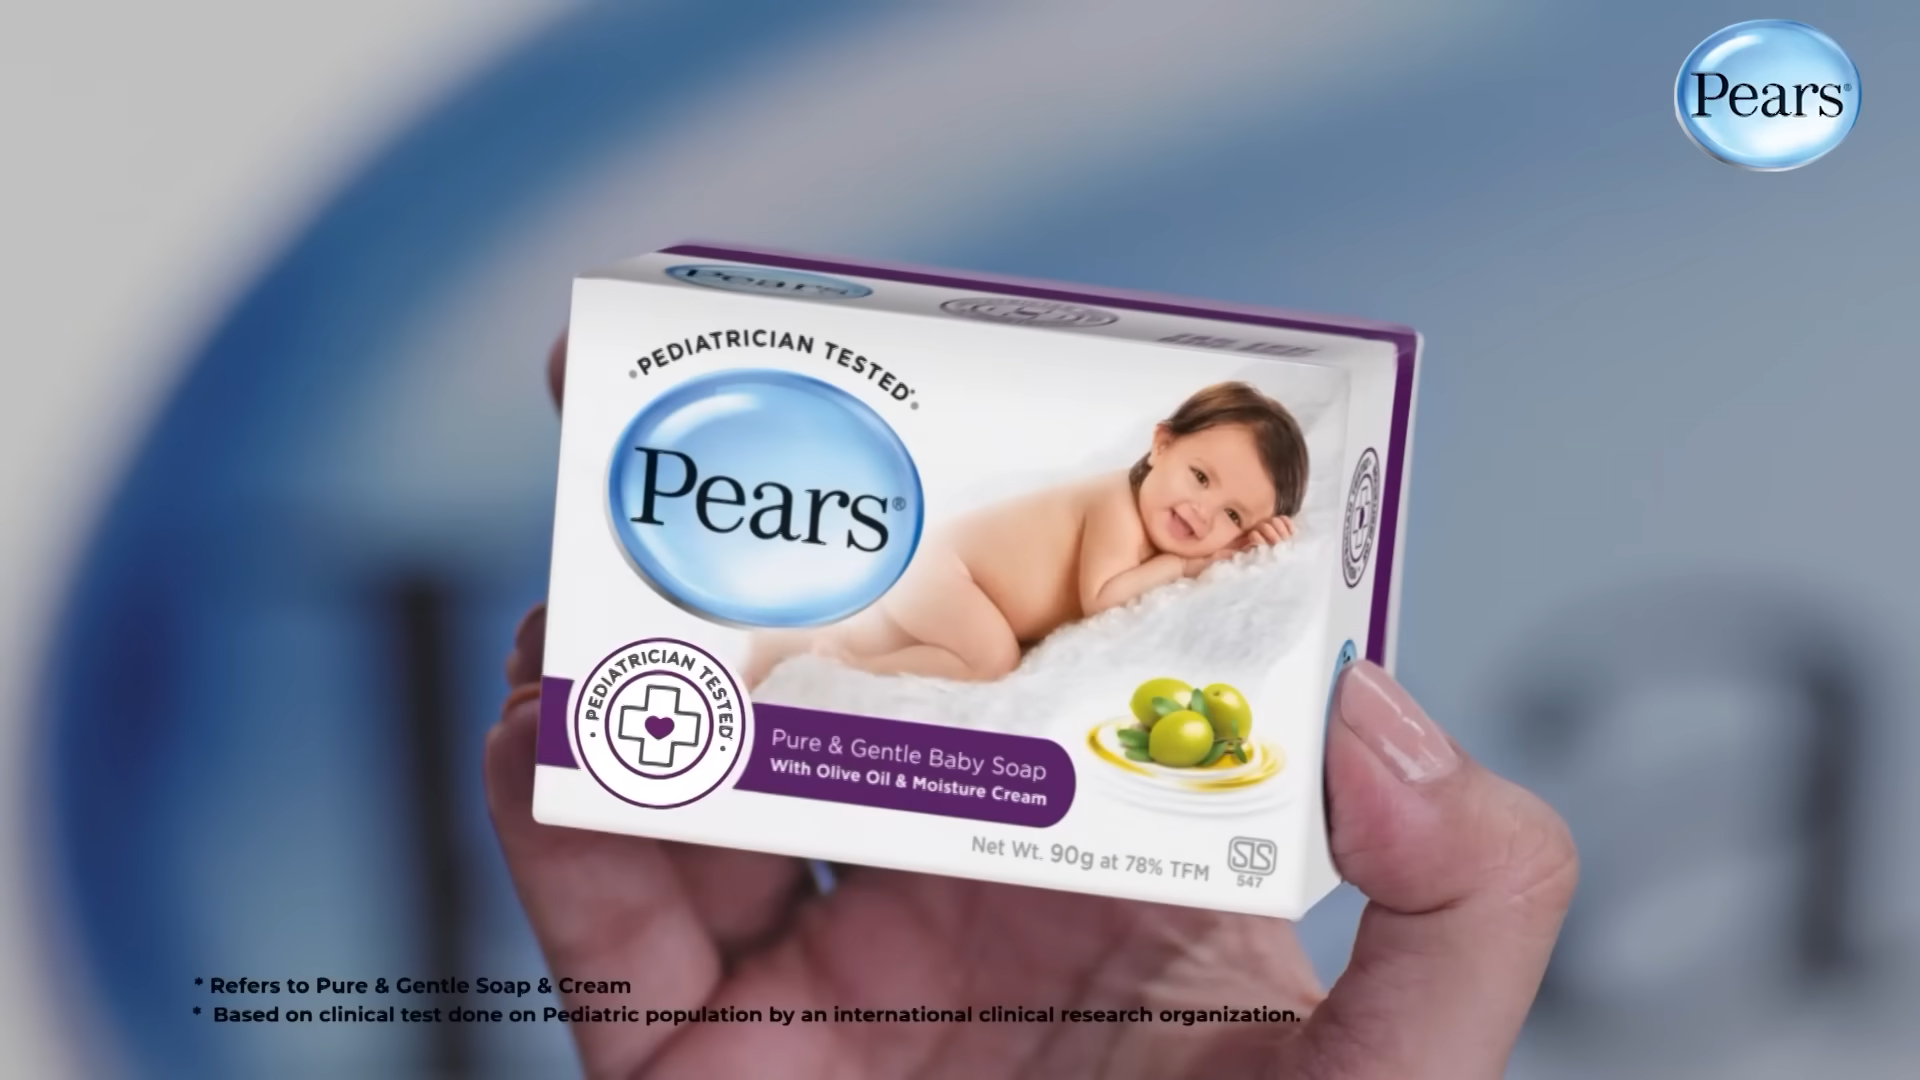 Pears®
Pears
PEDIATRICIAN TESTED*
Pears®
PEDIATRICIAN TESTED*
Pure & Gentle Baby Soap
With Olive Oil & Moisture Cream
Net Wt. 90g at 78% TFM
SLS
547
* Refers to Pure & Gentle Soap & Cream
* Based on clinical test done on Pediatric population by an international clinical research organization.